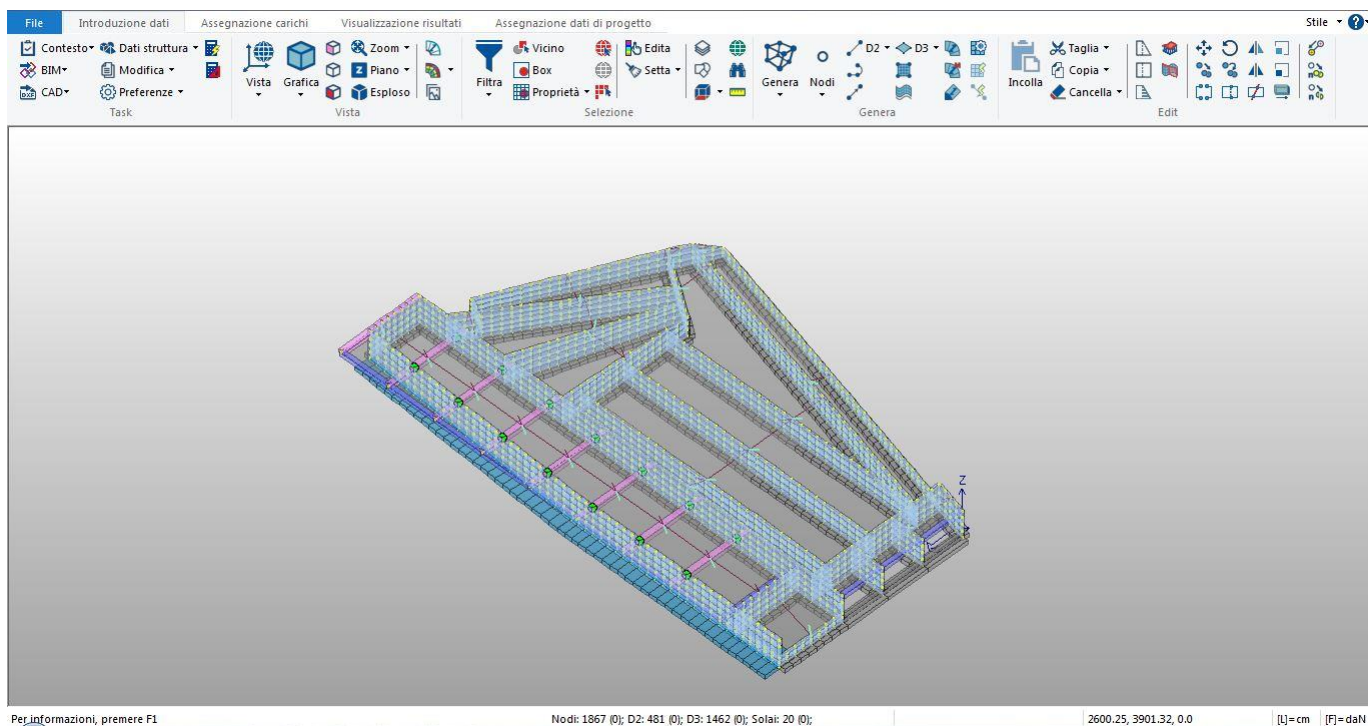 File Introduzione dati Assegnazione carichi Visualizzazione risultati Assegnazione dati di progetto Stile
Contesto Dati struttura Zoom Vicino Edita D2 D3 Taglia
BIM Modifica Vista Grafica Z Piano Filtra Box Setta Genera Nodi Incolla Copia
DXF CAD Preferenze Esploso Proprietà Cancella
Task Vista Selezione Genera Edit
Z
Per informazioni, premere F1 Nodi: 1867 (0); D2: 481 (0); D3: 1462 (0); Solai: 20 (0); 2600.25, 3901.32, 0.0 [L]=cm [F]=daN